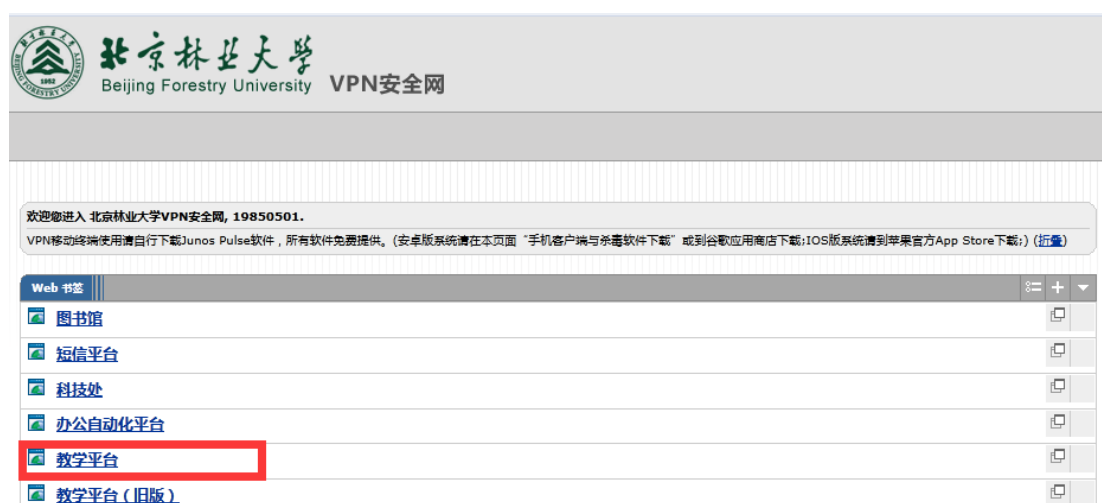 北京林业大学
Beijing Forestry University VPN安全网
1952
欢迎您进入 北京林业大学VPN安全网, 19850501.
VPN移动终端使用请自行下载Junos Pulse软件，所有软件免费提供。(安卓版系统请在本页面“手机客户端与杀毒软件下载”或到谷歌应用商店下载;IOS版系统请到苹果官方App Store下载;) (折叠)
Web 书签
图书馆
短信平台
科技处
办公自动化平台
教学平台
教学平台（旧版）